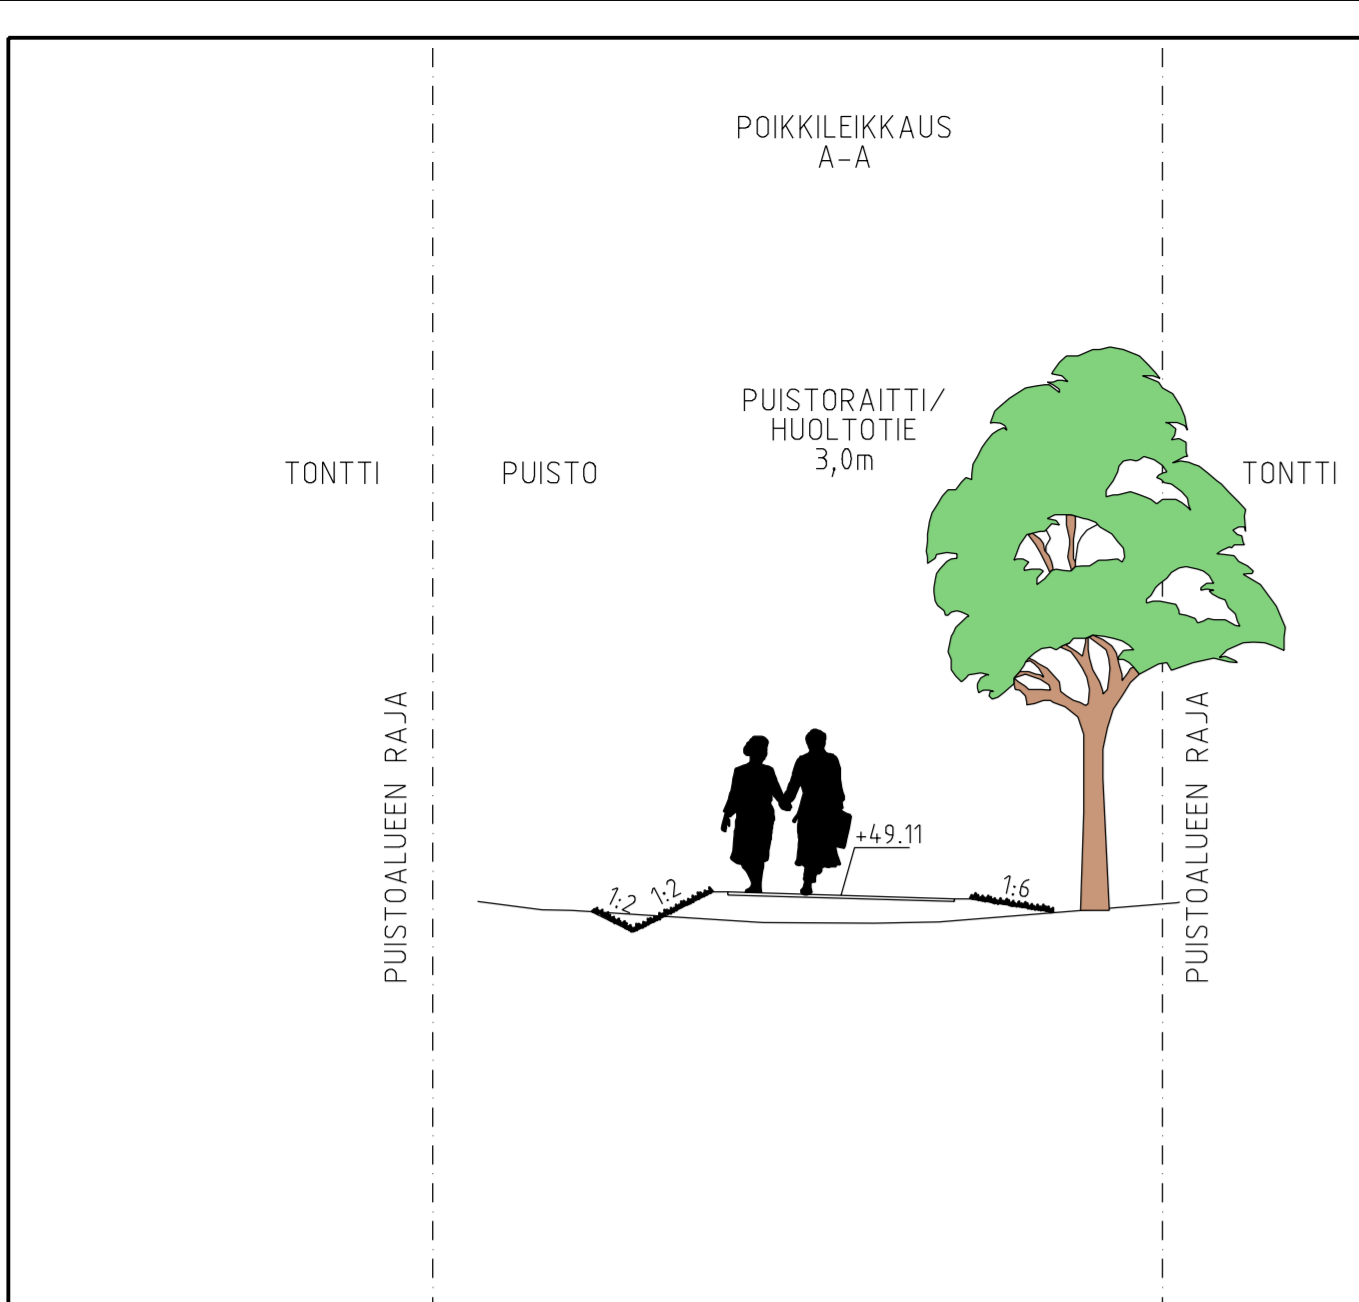 POIKKILEIKKAUS
A-A
PUISTORAITTI/
HUOLTOTIE
3,0m
TONTTI
PUISTO
TONTTI
PUISTOALUEEN RAJA
PUISTOALUEEN RAJA
+49.11
1:2
1:2
1:6